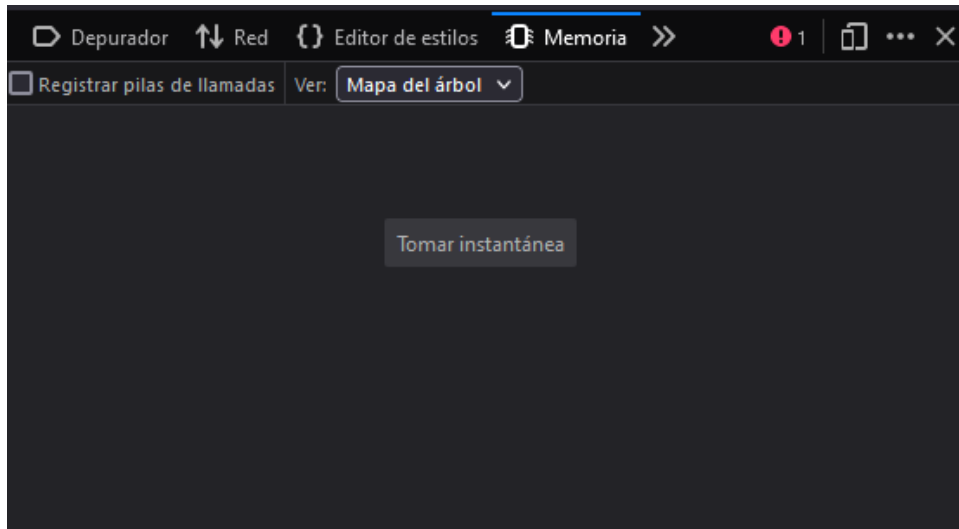 Depurador Red {} Editor de estilos Memoria 1
Registrar pilas de llamadas Ver: Mapa del árbol
Tomar instantánea